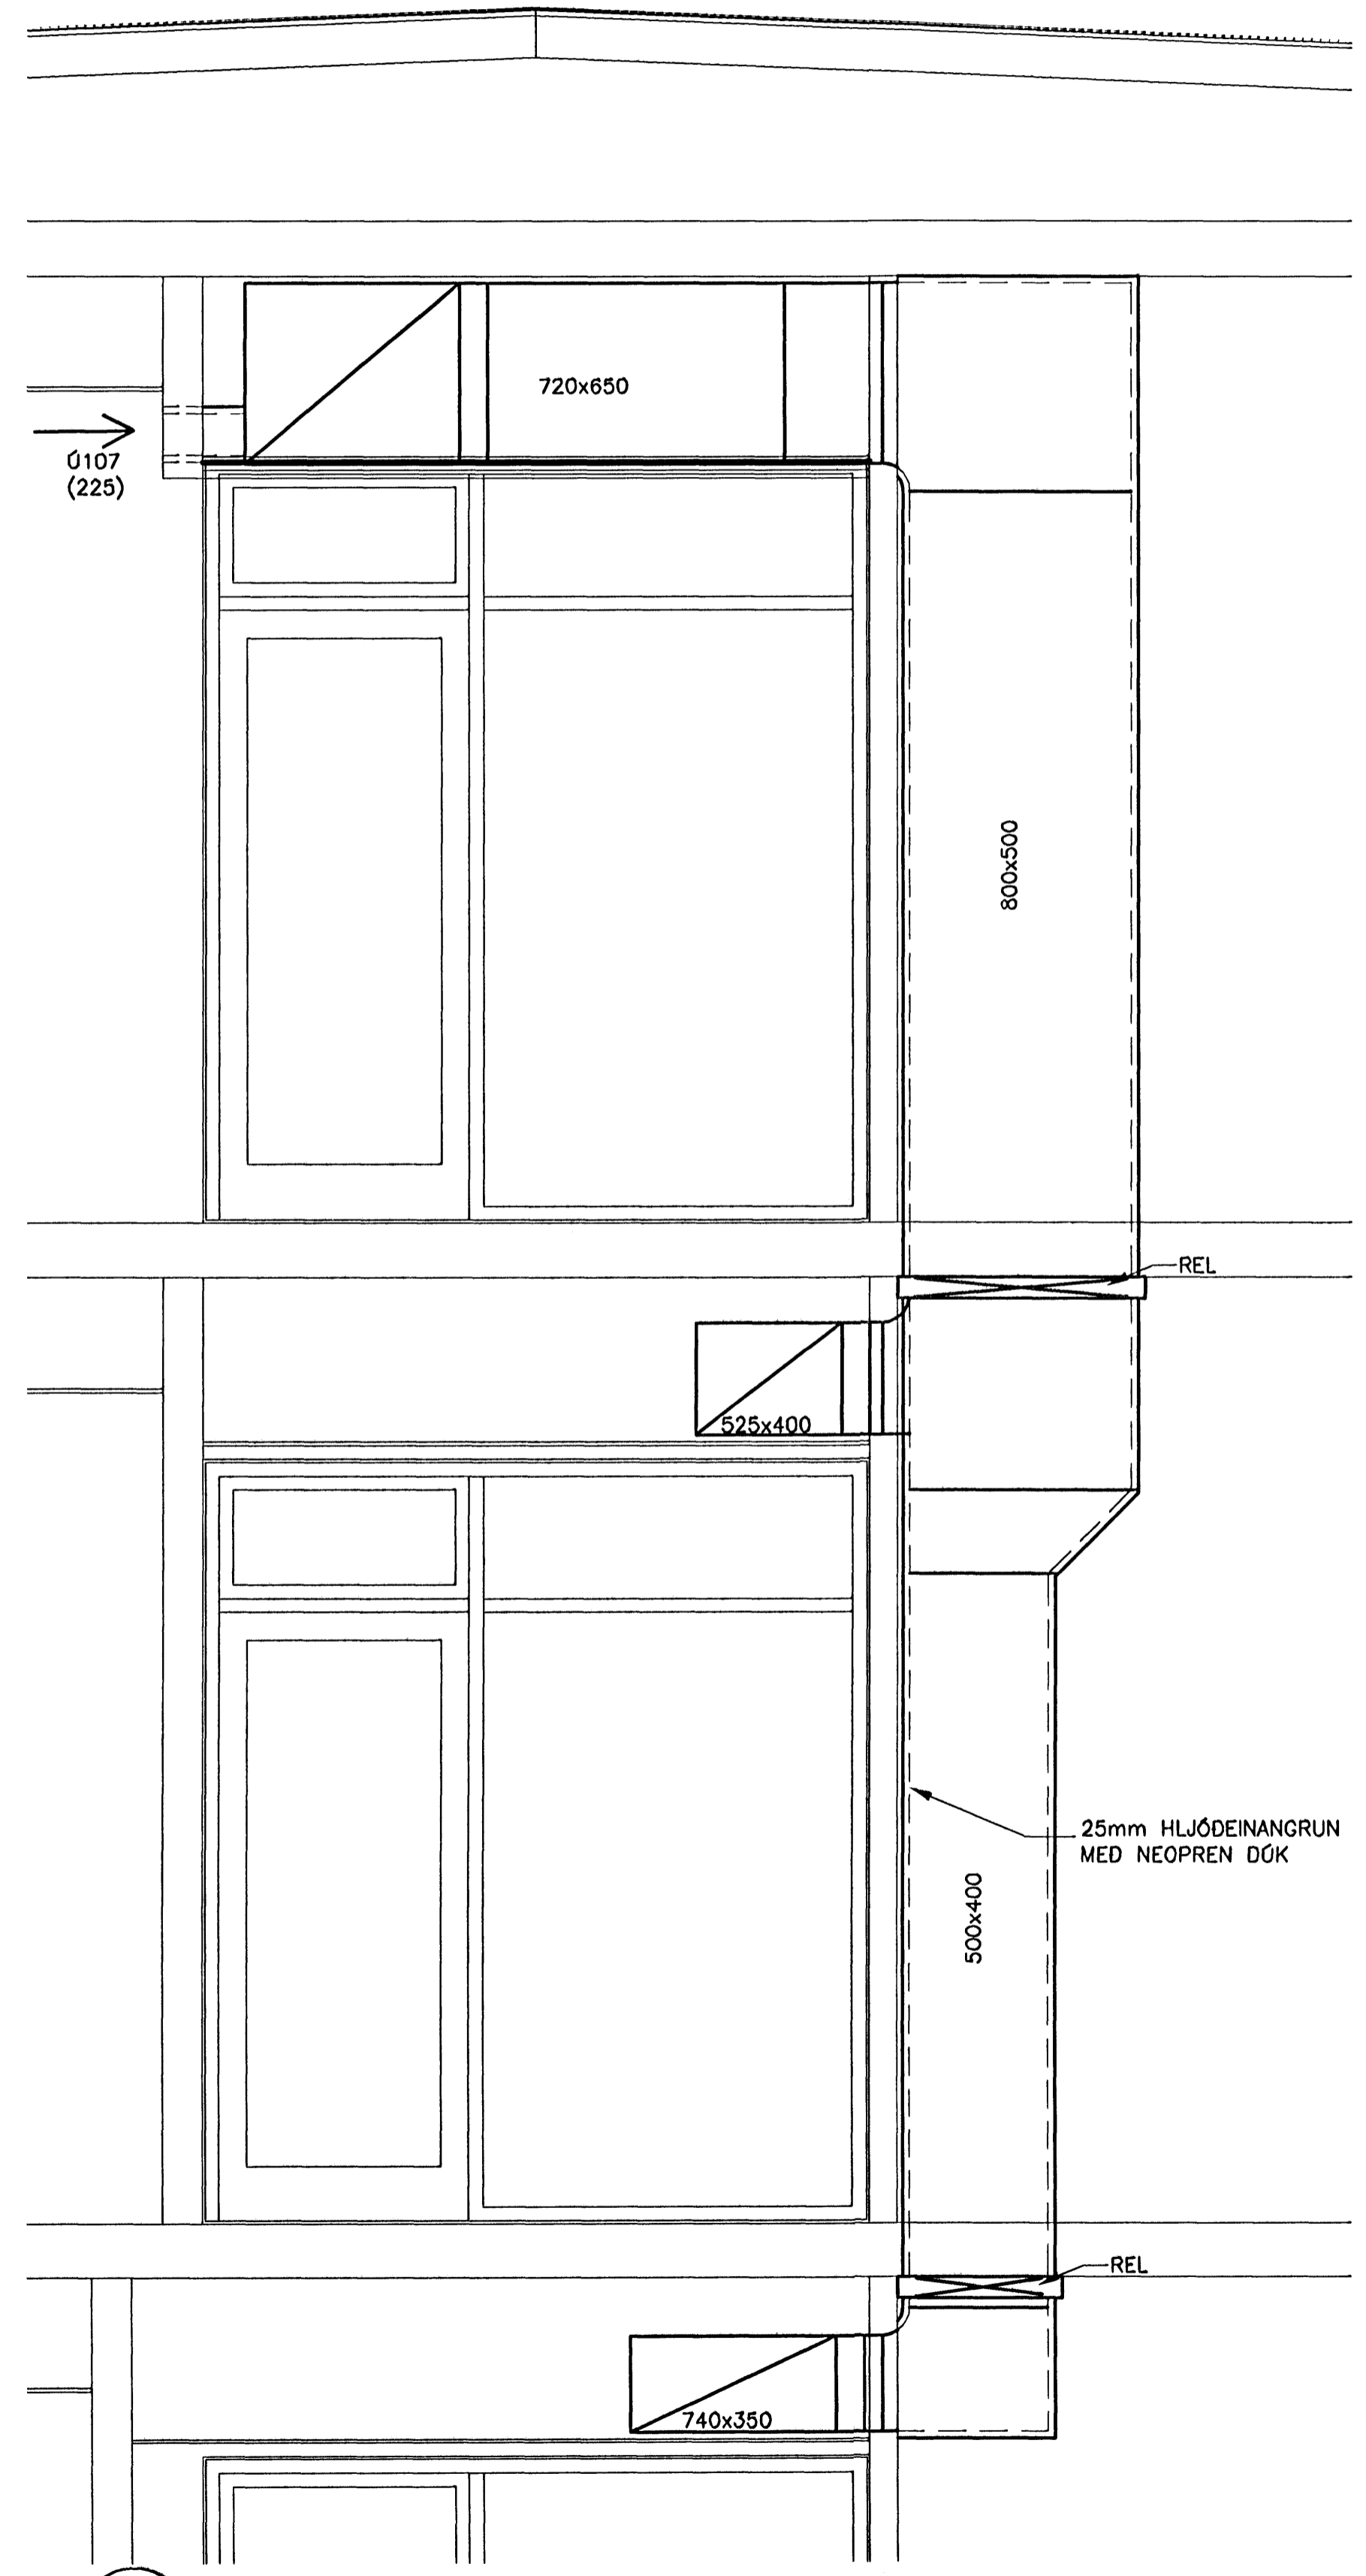 720x650
Ú107
(225)
800x500
REL
525x400
25mm HLJÓÐEINANGRUN
MEÐ NEOPREN DÚK
500x400
REL
740x350